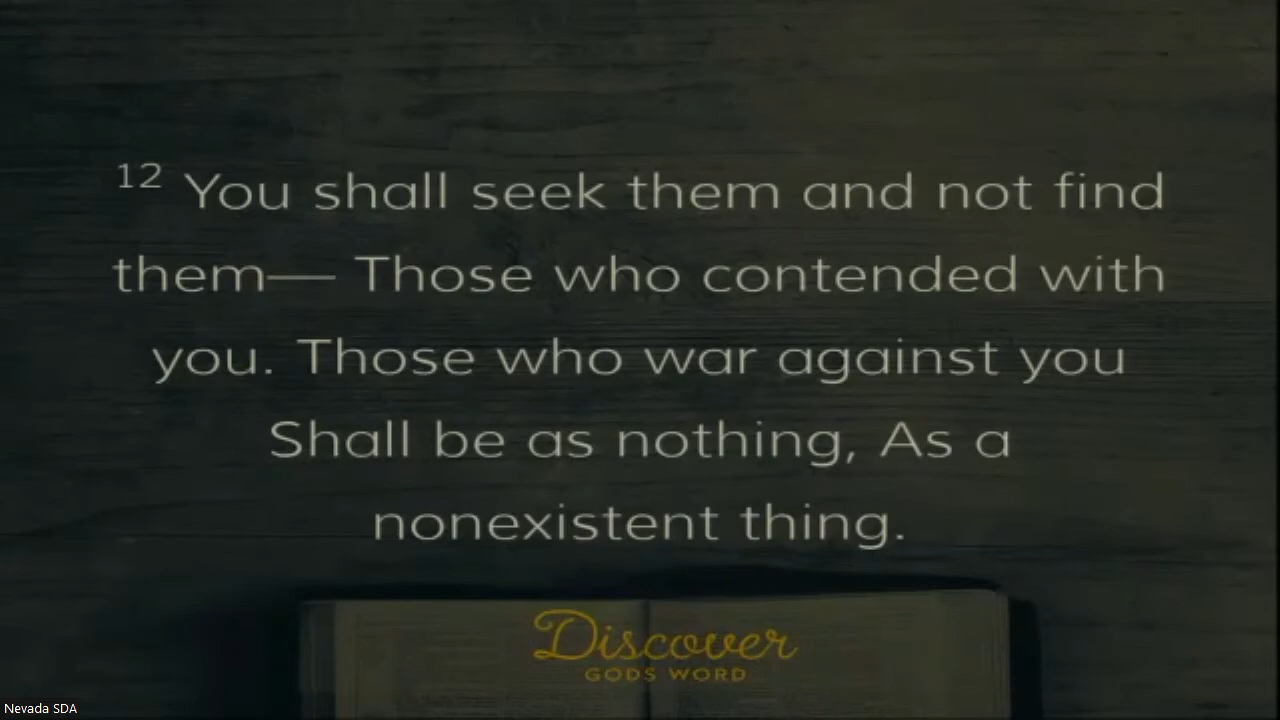 12 You shall seek them and not find
them— Those who contended with
you. Those who war against you
Shall be as nothing, As a
nonexistent thing.
Discover
GODS WORD
Nevada SDA